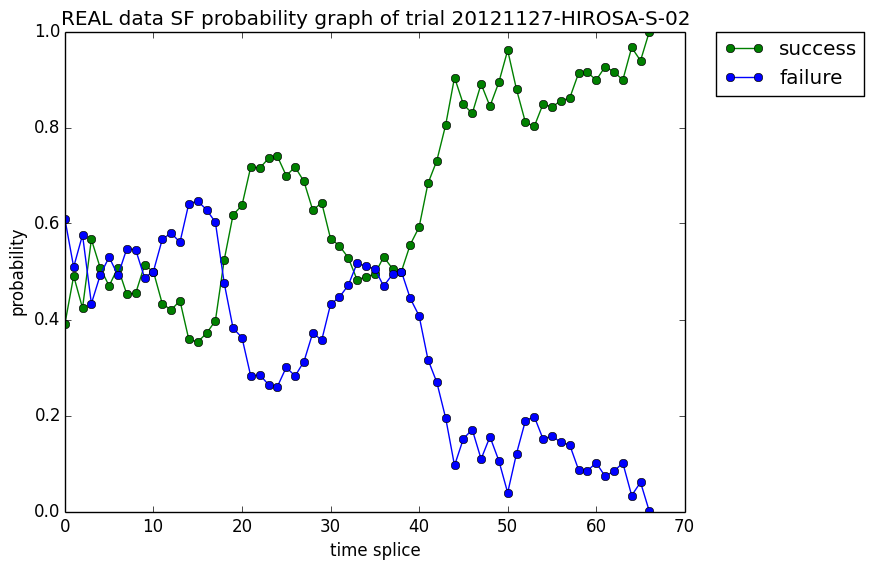 REAL data SF probability graph of trial 20121127-HIROSA-S-02
success
failure
probability
1.0
0.8
0.6
0.4
0.2
0.0
0 10 20 30 40 50 60 70
time splice